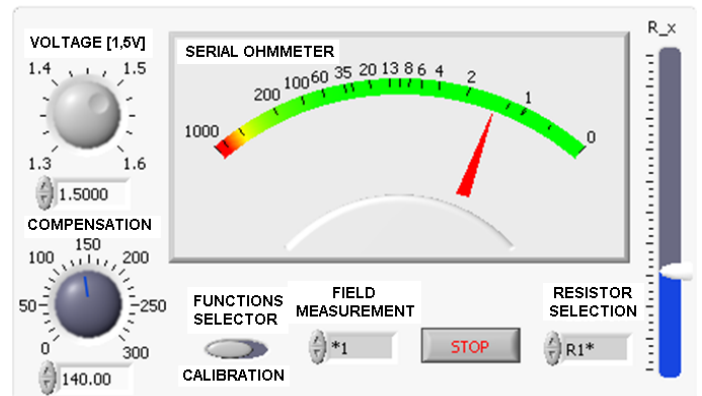 R_x
VOLTAGE [1,5V]
1.4 1.5
1.3 1.6
1.5000
SERIAL OHMMETER
1000 200 100 60 35 20 13 8 6 4 2 1 0
COMPENSATION
150
100 200
50 250
0 300
140.00
FUNCTIONS
SELECTOR
CALIBRATION
FIELD
MEASUREMENT
*1
STOP
RESISTOR
SELECTION
R1*